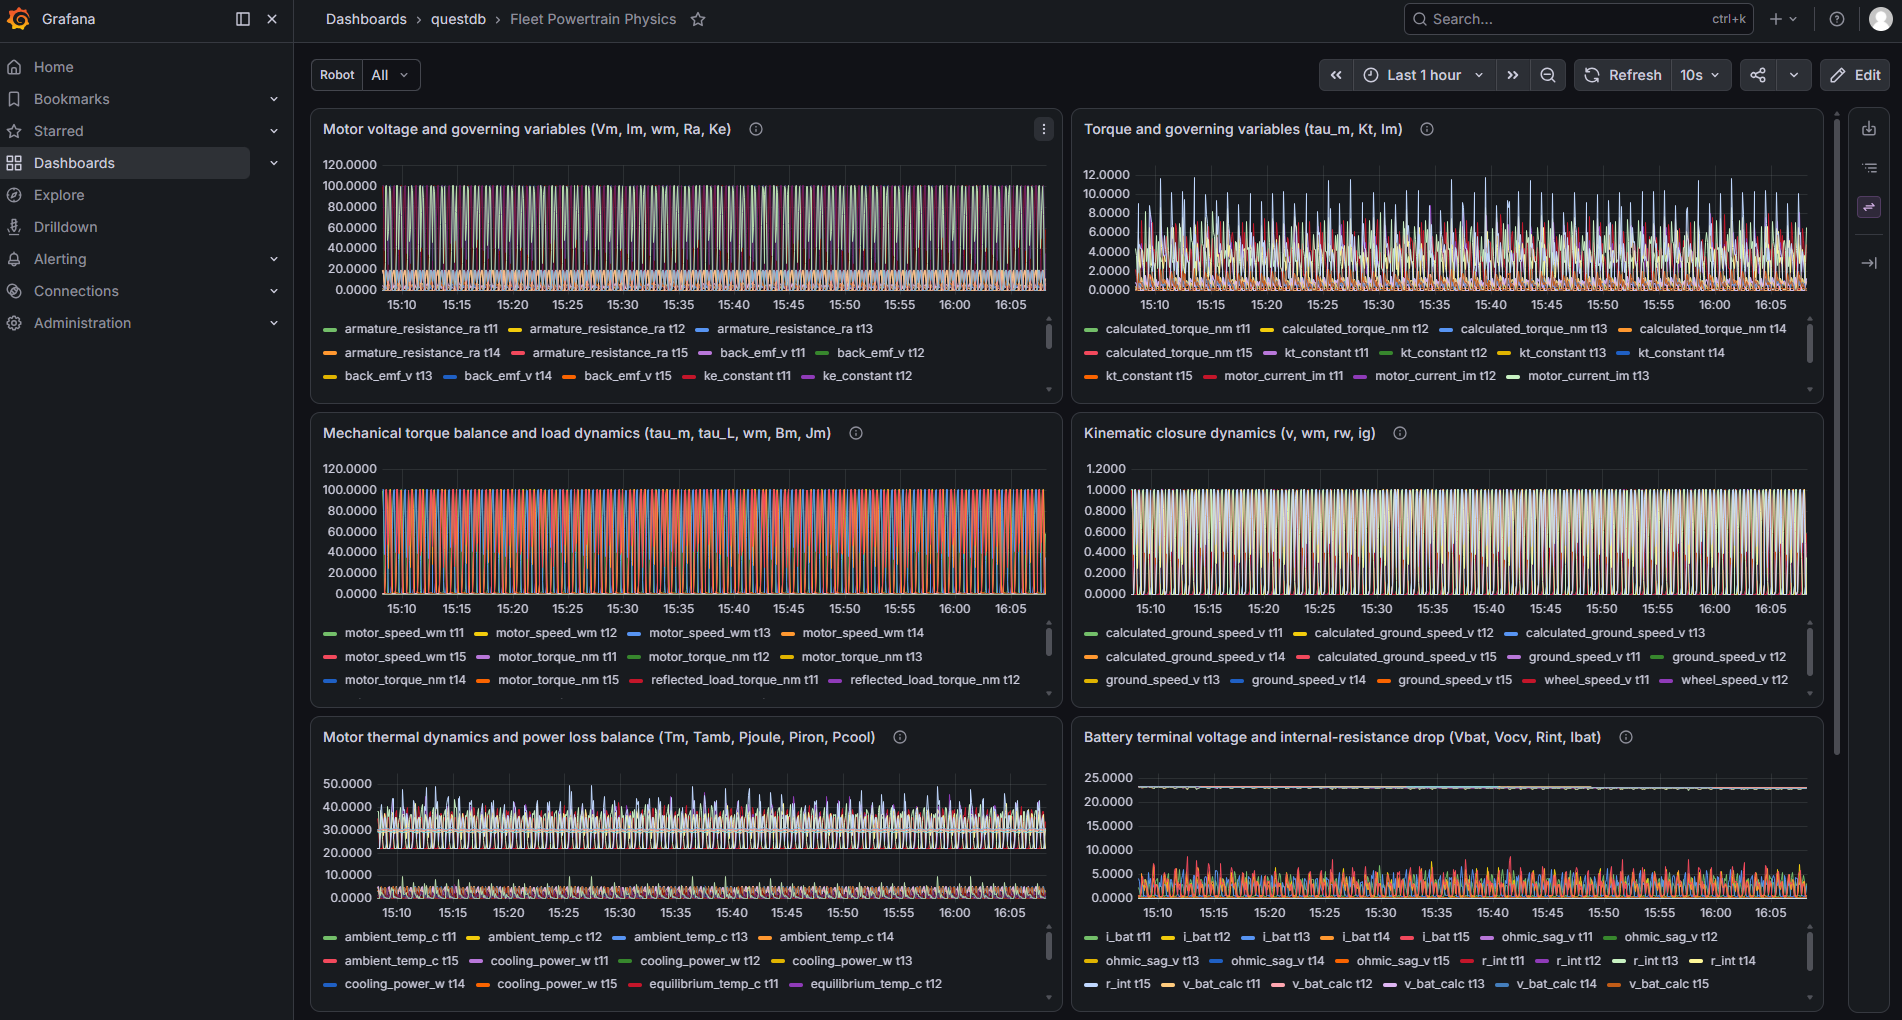 Grafana
Dashboards › questdb › Fleet Powertrain Physics
Search... ctrl+k
Home
Bookmarks
Starred
Dashboards
Explore
Drilldown
Alerting
Connections
Administration
Robot All
Last 1 hour Refresh 10s Edit
Motor voltage and governing variables (Vm, Im, wm, Ra, Ke)
120.0000
100.0000
80.0000
60.0000
40.0000
20.0000
0.0000
15:10 15:15 15:20 15:25 15:30 15:35 15:40 15:45 15:50 15:55 16:00 16:05
armature_resistance_ra t11 armature_resistance_ra t12 armature_resistance_ra t13
armature_resistance_ra t14 armature_resistance_ra t15 back_emf_v t11 back_emf_v t12
back_emf_v t13 back_emf_v t14 back_emf_v t15 ke_constant t11 ke_constant t12
Torque and governing variables (tau_m, Kt, Im)
12.0000
10.0000
8.0000
6.0000
4.0000
2.0000
0.0000
15:10 15:15 15:20 15:25 15:30 15:35 15:40 15:45 15:50 15:55 16:00 16:05
calculated_torque_nm t11 calculated_torque_nm t12 calculated_torque_nm t13 calculated_torque_nm t14
calculated_torque_nm t15 kt_constant t11 kt_constant t12 kt_constant t13 kt_constant t14
kt_constant t15 motor_current_im t11 motor_current_im t12 motor_current_im t13
Mechanical torque balance and load dynamics (tau_m, tau_L, wm, Bm, Jm)
120.0000
100.0000
80.0000
60.0000
40.0000
20.0000
0.0000
15:10 15:15 15:20 15:25 15:30 15:35 15:40 15:45 15:50 15:55 16:00 16:05
motor_speed_wm t11 motor_speed_wm t12 motor_speed_wm t13 motor_speed_wm t14
motor_speed_wm t15 motor_torque_nm t11 motor_torque_nm t12 motor_torque_nm t13
motor_torque_nm t14 motor_torque_nm t15 reflected_load_torque_nm t11 reflected_load_torque_nm t12
Kinematic closure dynamics (v, wm, rw, ig)
1.2000
1.0000
0.8000
0.6000
0.4000
0.2000
0.0000
15:10 15:15 15:20 15:25 15:30 15:35 15:40 15:45 15:50 15:55 16:00 16:05
calculated_ground_speed_v t11 calculated_ground_speed_v t12 calculated_ground_speed_v t13
calculated_ground_speed_v t14 calculated_ground_speed_v t15 ground_speed_v t11 ground_speed_v t12
ground_speed_v t13 ground_speed_v t14 ground_speed_v t15 wheel_speed_v t11 wheel_speed_v t12
Motor thermal dynamics and power loss balance (Tm, Tamb, Pjoule, Piron, Pcool)
50.0000
40.0000
30.0000
20.0000
10.0000
0.0000
15:10 15:15 15:20 15:25 15:30 15:35 15:40 15:45 15:50 15:55 16:00 16:05
ambient_temp_c t11 ambient_temp_c t12 ambient_temp_c t13 ambient_temp_c t14
ambient_temp_c t15 cooling_power_w t11 cooling_power_w t12 cooling_power_w t13
cooling_power_w t14 cooling_power_w t15 equilibrium_temp_c t11 equilibrium_temp_c t12
Battery terminal voltage and internal-resistance drop (Vbat, Vocv, Rint, Ibat)
25.0000
20.0000
15.0000
10.0000
5.0000
0.0000
15:10 15:15 15:20 15:25 15:30 15:35 15:40 15:45 15:50 15:55 16:00 16:05
i_bat t11 i_bat t12 i_bat t13 i_bat t14 i_bat t15 ohmic_sag_v t11 ohmic_sag_v t12
ohmic_sag_v t13 ohmic_sag_v t14 ohmic_sag_v t15 r_int t11 r_int t12 r_int t13 r_int t14
r_int t15 v_bat_calc t11 v_bat_calc t12 v_bat_calc t13 v_bat_calc t14 v_bat_calc t15